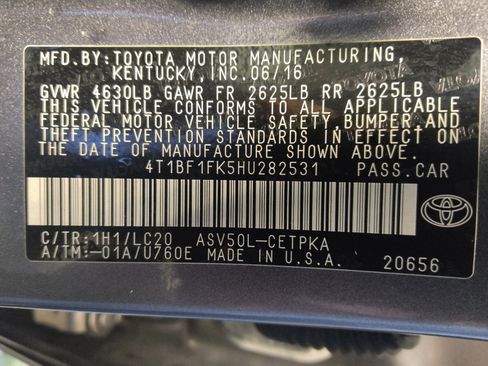 MFD.BY:TOYOTA MOTOR MANUFACTURING,
KENTUCKY,INC.06/16
GVWR 4630LB GAWR FR 2625LB RR 2625LB
THIS VEHICLE CONFORMS TO ALL APPLICABLE
FEDERAL MOTOR VEHICLE SAFETY, BUMPER AND
THEFT PREVENTION STANDARDS IN EFFECT ON
THE DATE OF MANUFACTURE SHOWN ABOVE.
4T1BF1FK5HU282531 PASS.CAR
C/TR:1H1/LC20 ASV50L-CETPKA
A/TM:-01A/U760E MADE IN U.S.A. 20656